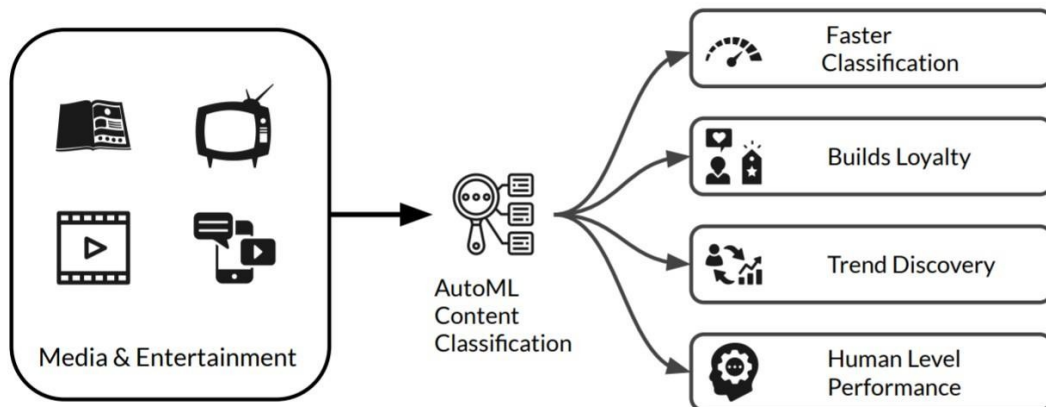 Media & Entertainment
AutoML
Content
Classification
Faster
Classification
Builds Loyalty
Trend Discovery
Human Level
Performance